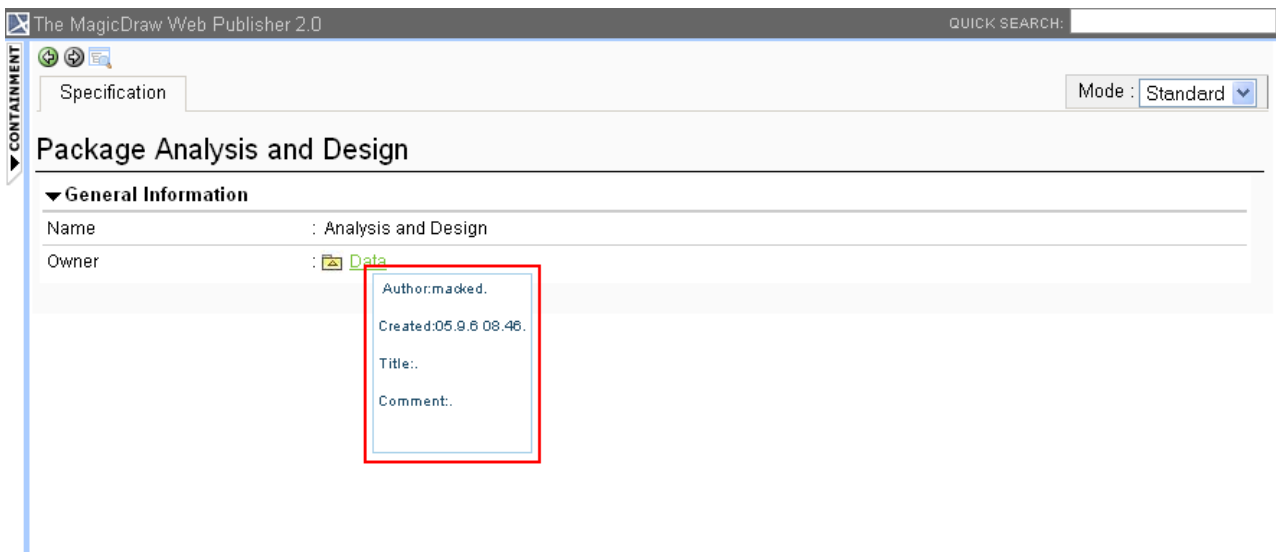 The MagicDraw Web Publisher 2.0
QUICK SEARCH:
CONTAINMENT
Specification
Mode : Standard
Package Analysis and Design
General Information
Name : Analysis and Design
Owner : Data
Author:macked.
Created:05.9.6 08.46.
Title:.
Comment:.